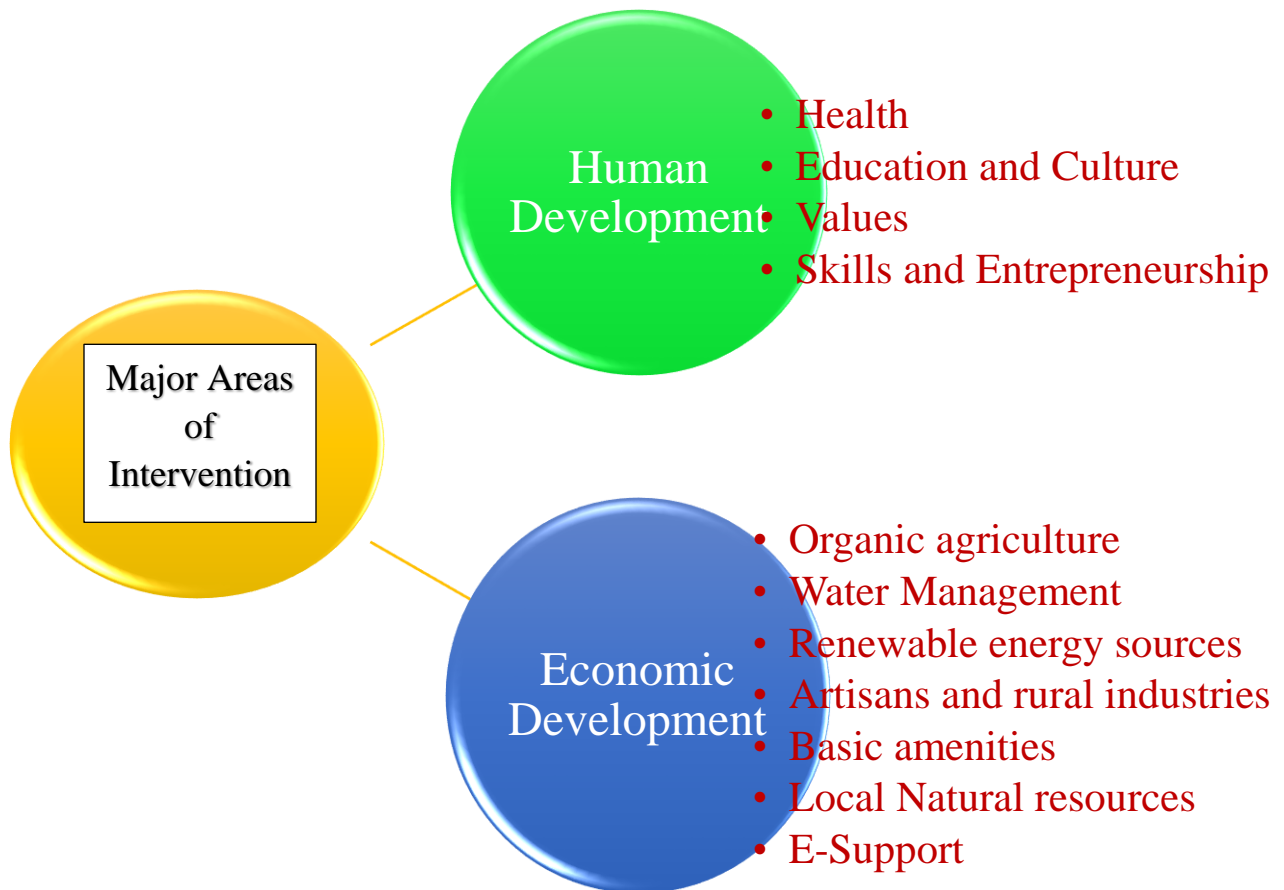 Major Areas
of
Intervention
Human
Development
• Health
• Education and Culture
• Values
• Skills and Entrepreneurship
Economic
Development
• Organic agriculture
• Water Management
• Renewable energy sources
• Artisans and rural industries
• Basic amenities
• Local Natural resources
• E-Support